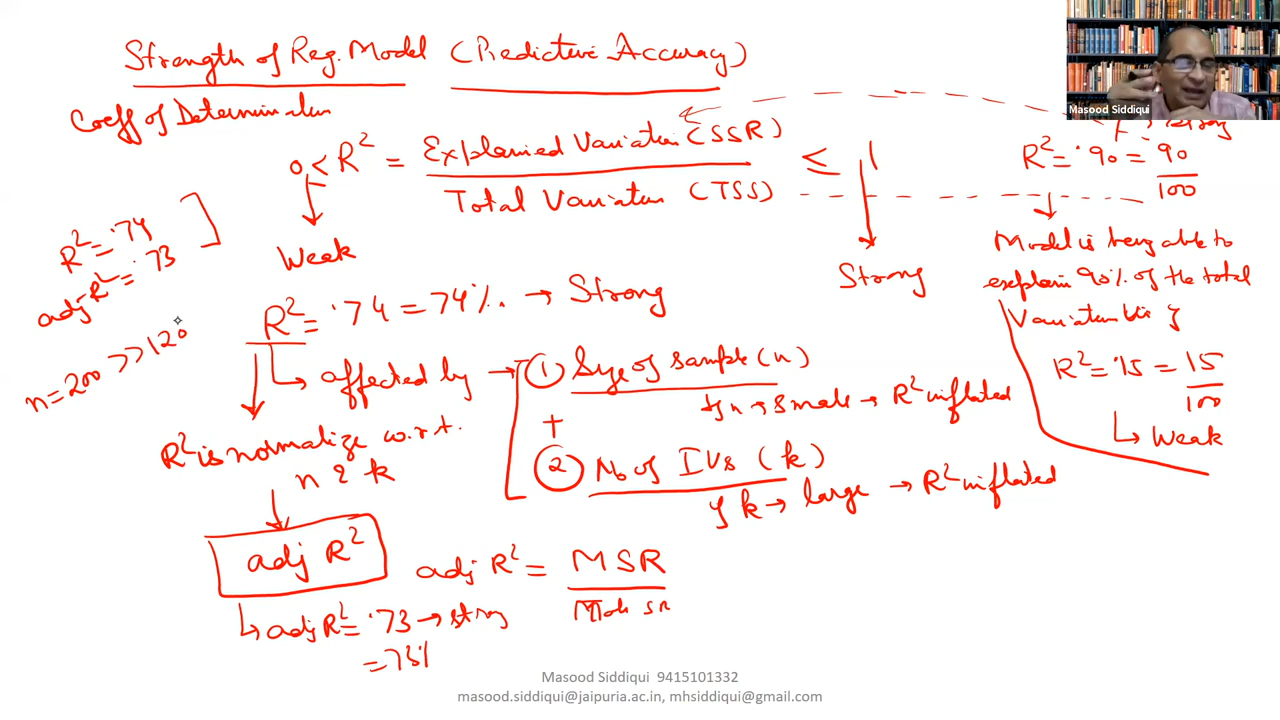 Strength of Reg. Model (Predictive Accuracy)
Coeff of Determination
0 < R² = Explained Variation (SSR) < 1
Total Variation (TSS)
Weak
Strong
R² = .90 = 90
100
Model is being able to
explain 90% of the total
Variation
R² = .15 = 15
100
↳ Weak
R² = .74
adj R² = .73
n = 200 >> 120
R² = .74 = 74% → Strong
↳ affected by → ① Size of sample (n)
If n → Small → R² inflated
+
② No of IVs (k)
If k → large → R² inflated
R² is normalize w.r.t.
n & k
adj R²
adj R² = MSR
↳ adj R² = .73 → strong
= 73%
Masood Siddiqui
Masood Siddiqui 9415101332
masood.siddiqui@jaipuria.ac.in, mhsiddiqui@gmail.com